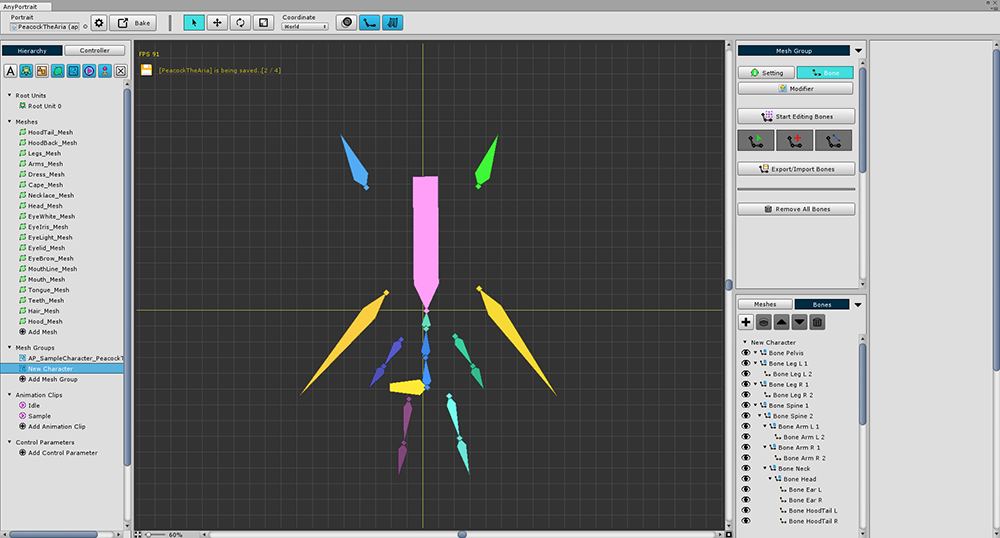 AnyPortrait
Portrait
PeacockTheAria (ap
Bake
Coordinate
World
Hierarchy
Controller
A
Root Units
Root Unit 0
Meshes
HoodTail_Mesh
HoodBack_Mesh
Legs_Mesh
Arms_Mesh
Dress_Mesh
Cape_Mesh
Necklace_Mesh
Head_Mesh
EyeWhite_Mesh
EyeIris_Mesh
EyeLight_Mesh
Eyelid_Mesh
EyeBrow_Mesh
MouthLine_Mesh
Mouth_Mesh
Tongue_Mesh
Teeth_Mesh
Hair_Mesh
Hood_Mesh
Add Mesh
Mesh Groups
AP_SampleCharacter_PeacockT
New Character
Add Mesh Group
Animation Clips
Idle
Sample
Add Animation Clip
Control Parameters
Add Control Parameter
FPS 91
[PeacockTheAria] is being saved..[2 / 4]
60%
Mesh Group
Setting
Bone
Modifier
Start Editing Bones
Export/Import Bones
Remove All Bones
Meshes
Bones
New Character
Bone Pelvis
Bone Leg L 1
Bone Leg L 2
Bone Leg R 1
Bone Leg R 2
Bone Spine 1
Bone Spine 2
Bone Arm L 1
Bone Arm L 2
Bone Arm R 1
Bone Arm R 2
Bone Neck
Bone Head
Bone Ear L
Bone Ear R
Bone HoodTail L
Bone HoodTail R